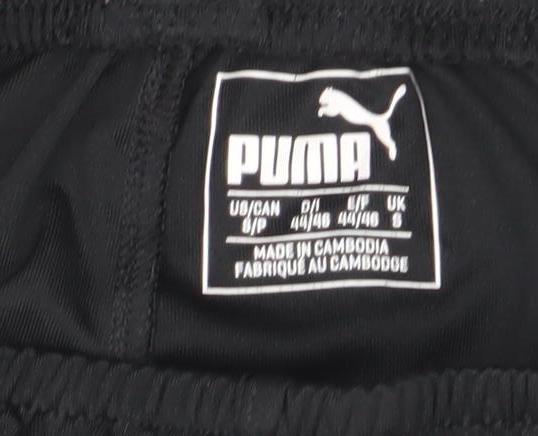 PUMA
US/CAN D/I E/F UK
S/P 44/46 44/46 S
MADE IN CAMBODIA
FABRIQUÉ AU CAMBODGE